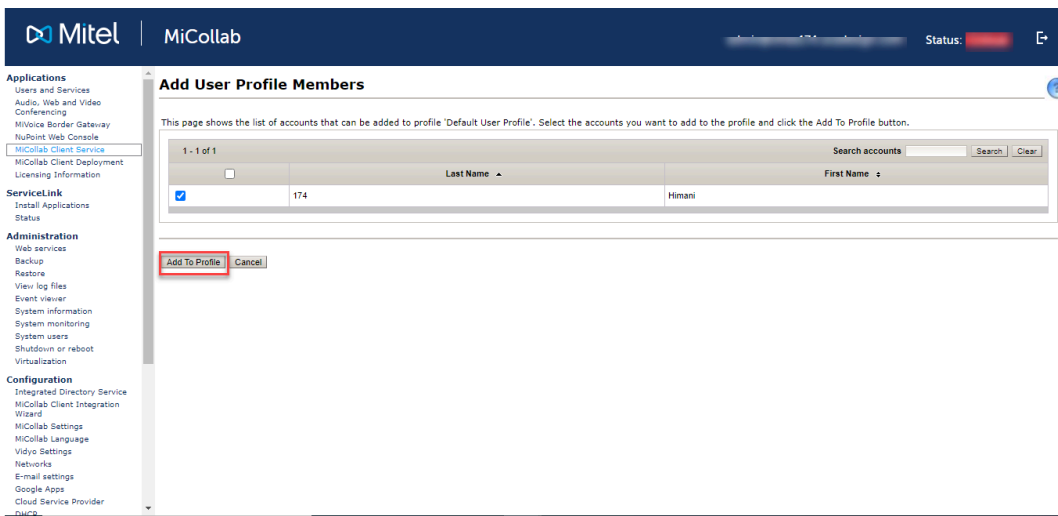 Mitel | MiCollab
Status:
Applications
Users and Services
Audio, Web and Video
Conferencing
MiVoice Border Gateway
NuPoint Web Console
MiCollab Client Service
MiCollab Client Deployment
Licensing Information
ServiceLink
Install Applications
Status
Administration
Web services
Backup
Restore
View log files
Event viewer
System information
System monitoring
System users
Shutdown or reboot
Virtualization
Configuration
Integrated Directory Service
MiCollab Client Integration
Wizard
MiCollab Settings
MiCollab Language
Vidyo Settings
Networks
E-mail settings
Google Apps
Cloud Service Provider
DHCP
Add User Profile Members
This page shows the list of accounts that can be added to profile 'Default User Profile'. Select the accounts you want to add to the profile and click the Add To Profile button.
1 - 1 of 1 Search accounts Search Clear
Last Name First Name
174 Himani
Add To Profile Cancel